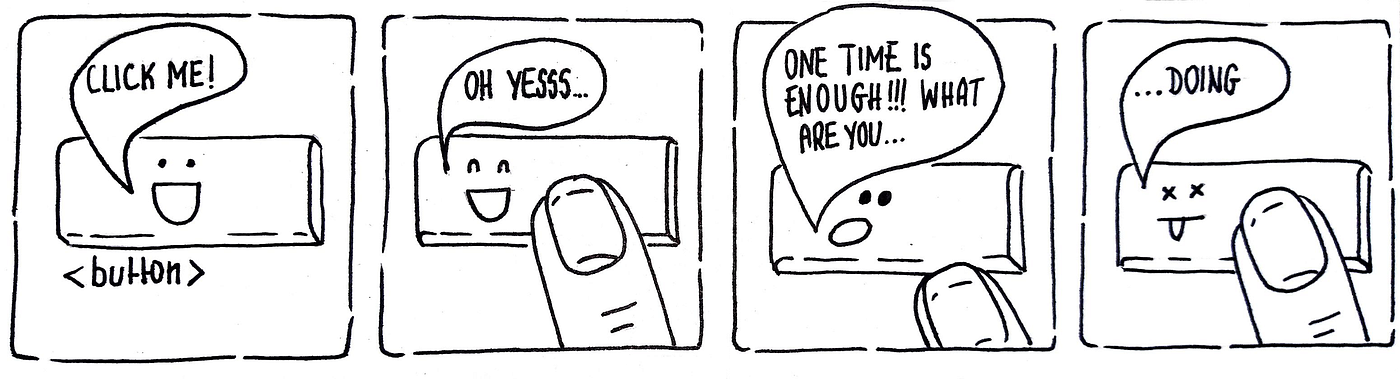 CLICK ME!
<button>
OH YESSS...
ONE TIME IS
ENOUGH!!! WHAT
ARE YOU...
...DOING